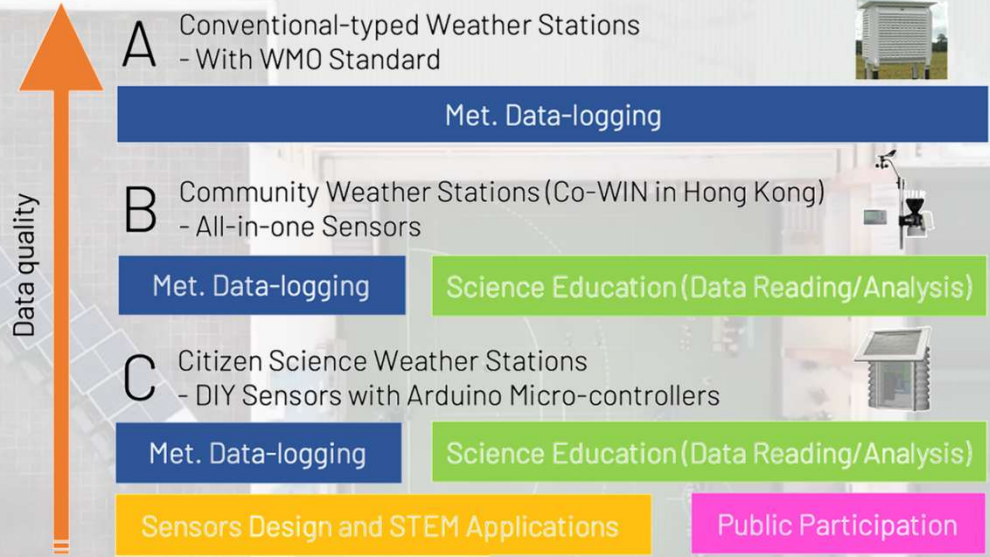 A
Conventional-typed Weather Stations
- With WMO Standard
Met. Data-logging
Data quality
B
Community Weather Stations (Co-WIN in Hong Kong)
- All-in-one Sensors
Met. Data-logging
Science Education (Data Reading/Analysis)
C
Citizen Science Weather Stations
- DIY Sensors with Arduino Micro-controllers
Met. Data-logging
Science Education (Data Reading/Analysis)
Sensors Design and STEM Applications
Public Participation